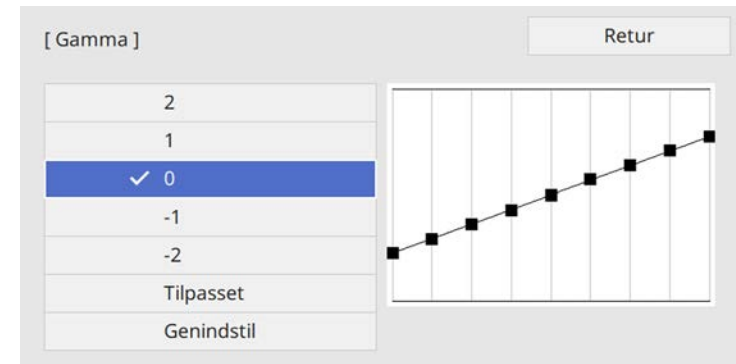 [ Gamma ]
Retur
2
1
0
-1
-2
Tilpasset
Genindstil